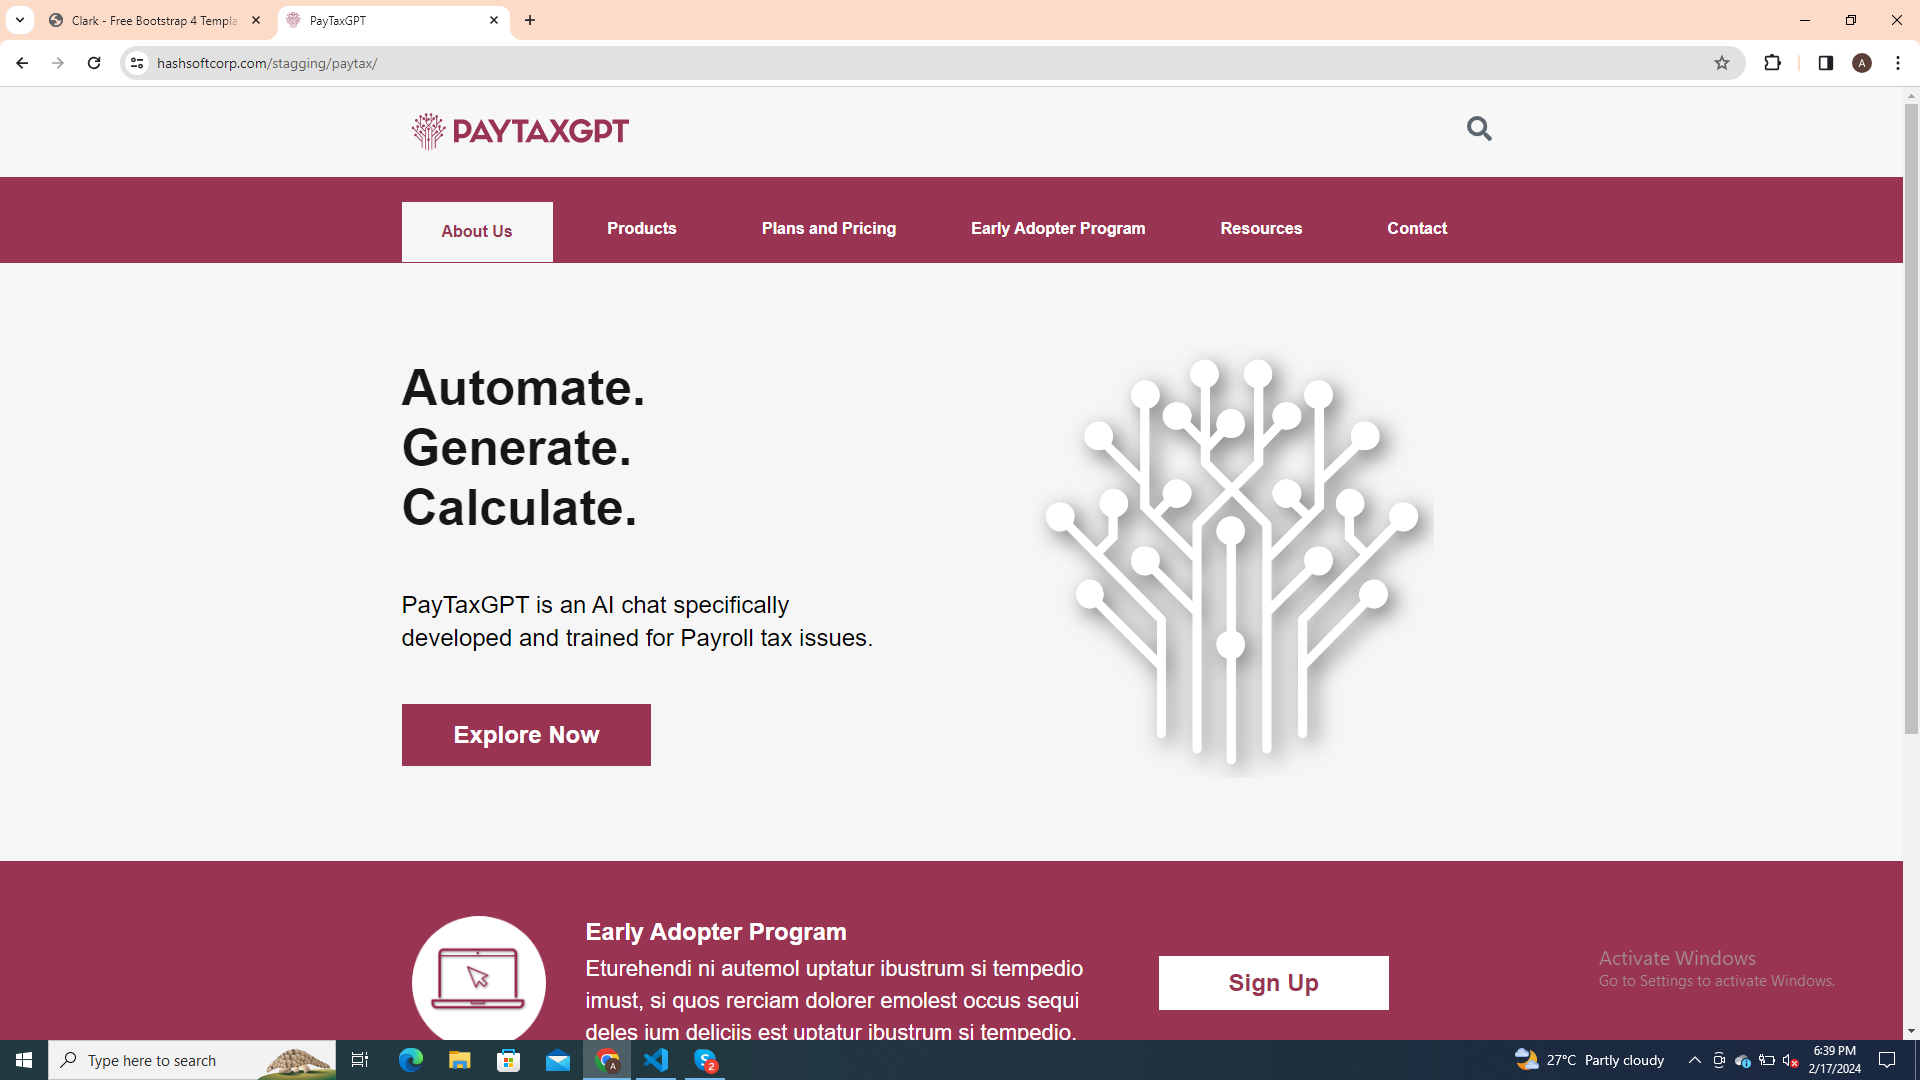 Clark - Free Bootstrap 4 Templa
PayTaxGPT
hashsoftcorp.com/stagging/paytax/
A
PAYTAXGPT
About Us
Products
Plans and Pricing
Early Adopter Program
Resources
Contact
Automate.
Generate.
Calculate.
PayTaxGPT is an AI chat specifically
developed and trained for Payroll tax issues.
Explore Now
Early Adopter Program
Eturehendi ni autemol uptatur ibustrum si tempedio
imust, si quos rerciam dolorer emolest occus sequi
deles ium deliciis est uptatur ibustrum si tempedio.
Sign Up
Activate Windows
Go to Settings to activate Windows.
Type here to search
A
2
27°C Partly cloudy
6:39 PM
2/17/2024